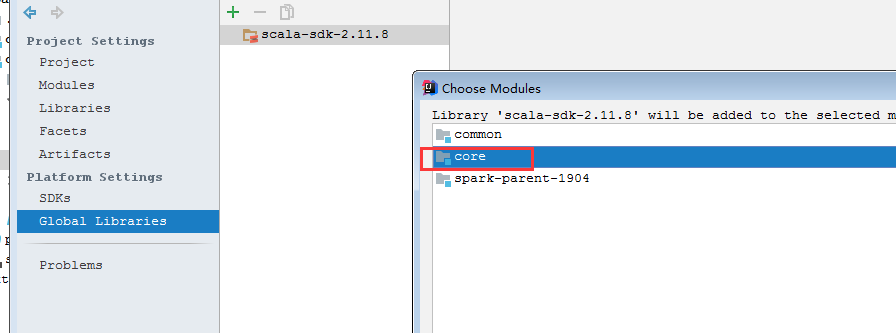 Project Settings
Project
Modules
Libraries
Facets
Artifacts
Platform Settings
SDKs
Global Libraries
Problems
scala-sdk-2.11.8
Choose Modules
Library 'scala-sdk-2.11.8' will be added to the selected m
common
core
spark-parent-1904